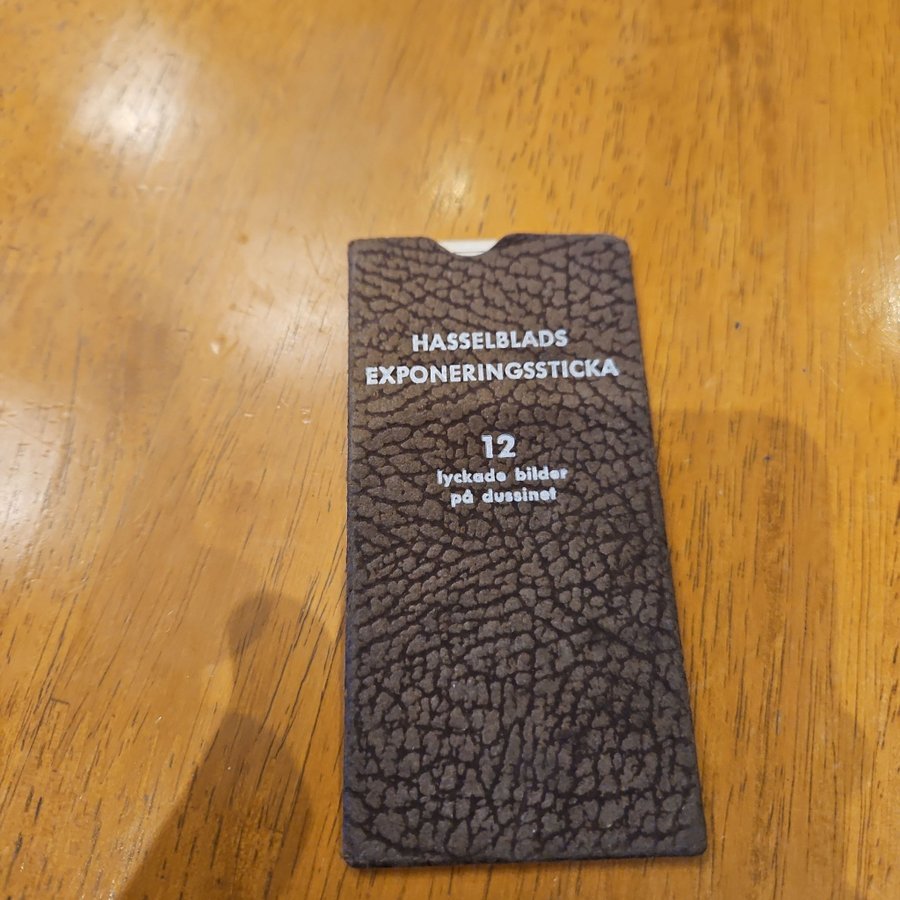 HASSELBLADS
EXPONERINGSSTICKA
12
lyckade bilder
på dussinet